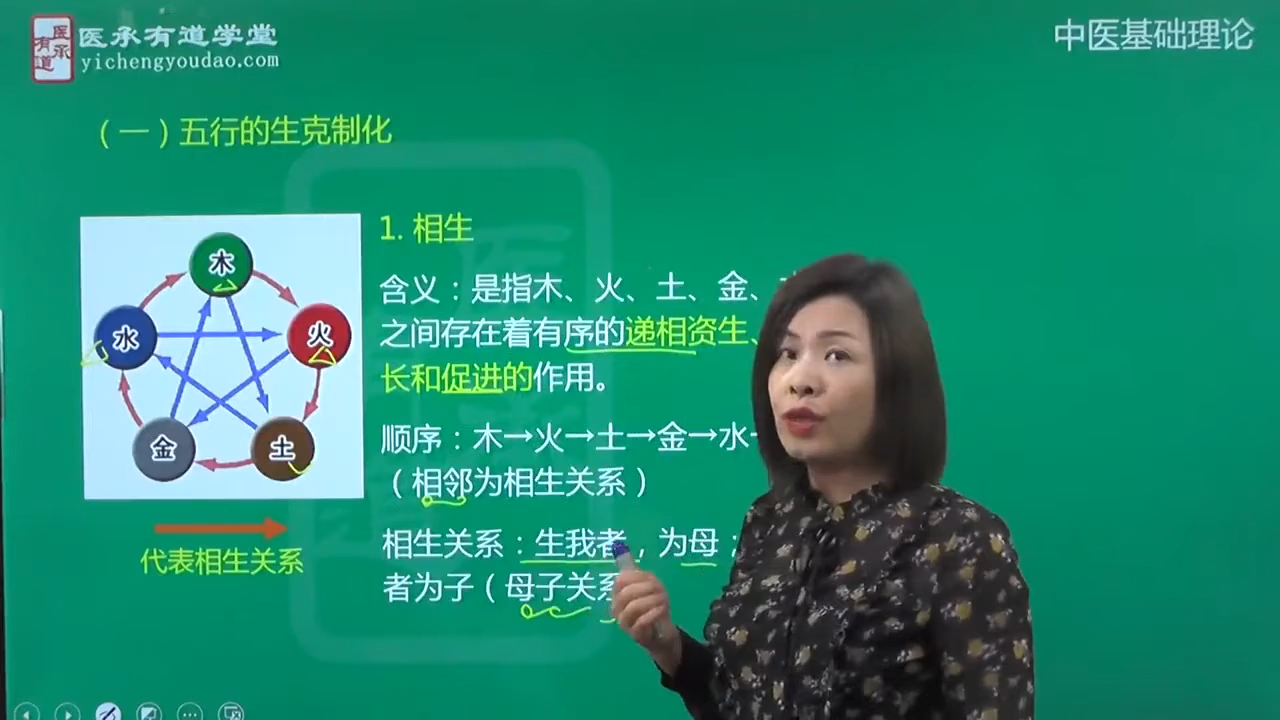 医承有道
医承有道学堂
yichengyoudao.com
中医基础理论
（一）五行的生克制化
1. 相生
含义：是指木、火、土、金、
之间存在着有序的递相资生、
长和促进的作用。
顺序：木→火→土→金→水
（相邻为相生关系）
相生关系：生我者，为母；
者为子（母子关系
木
火
土
金
水
代表相生关系